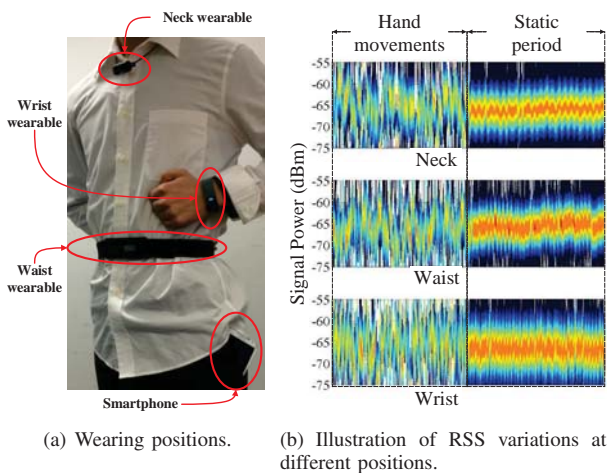 Neck wearable
Wrist
wearable
Waist
wearable
Smartphone
(a) Wearing positions.
Hand
movements
Static
period
Signal Power (dBm)
-55
-60
-65
-70
-75
Neck
-55
-60
-65
-70
-75
Waist
-55
-60
-65
-70
-75
Wrist
(b) Illustration of RSS variations at
different positions.